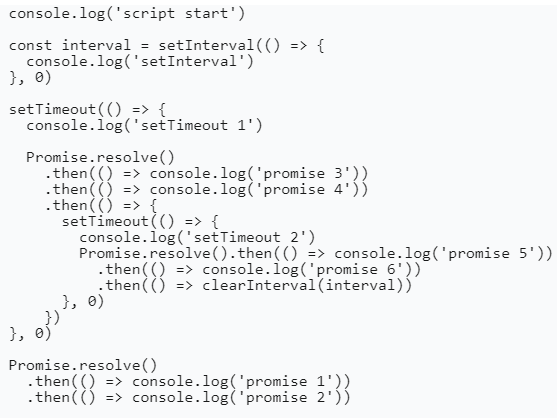 console.log('script start')

const interval = setInterval(() => {
  console.log('setInterval')
}, 0)

setTimeout(() => {
  console.log('setTimeout 1')

  Promise.resolve()
    .then(() => console.log('promise 3'))
    .then(() => console.log('promise 4'))
    .then(() => {
      setTimeout(() => {
        console.log('setTimeout 2')
        Promise.resolve().then(() => console.log('promise 5'))
          .then(() => console.log('promise 6'))
          .then(() => clearInterval(interval))
      }, 0)
    })
}, 0)

Promise.resolve()
  .then(() => console.log('promise 1'))
  .then(() => console.log('promise 2'))